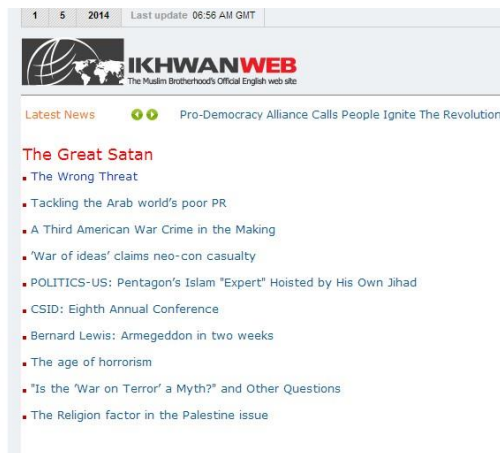 1 5 2014 Last update 06:56 AM GMT
IKHWANWEB
The Muslim Brotherhood's Official English web site
Latest News Pro-Democracy Alliance Calls People Ignite The Revolution
The Great Satan
The Wrong Threat
Tackling the Arab world's poor PR
A Third American War Crime in the Making
'War of ideas' claims neo-con casualty
POLITICS-US: Pentagon's Islam "Expert" Hoisted by His Own Jihad
CSID: Eighth Annual Conference
Bernard Lewis: Armegeddon in two weeks
The age of horrorism
"Is the 'War on Terror' a Myth?" and Other Questions
The Religion factor in the Palestine issue